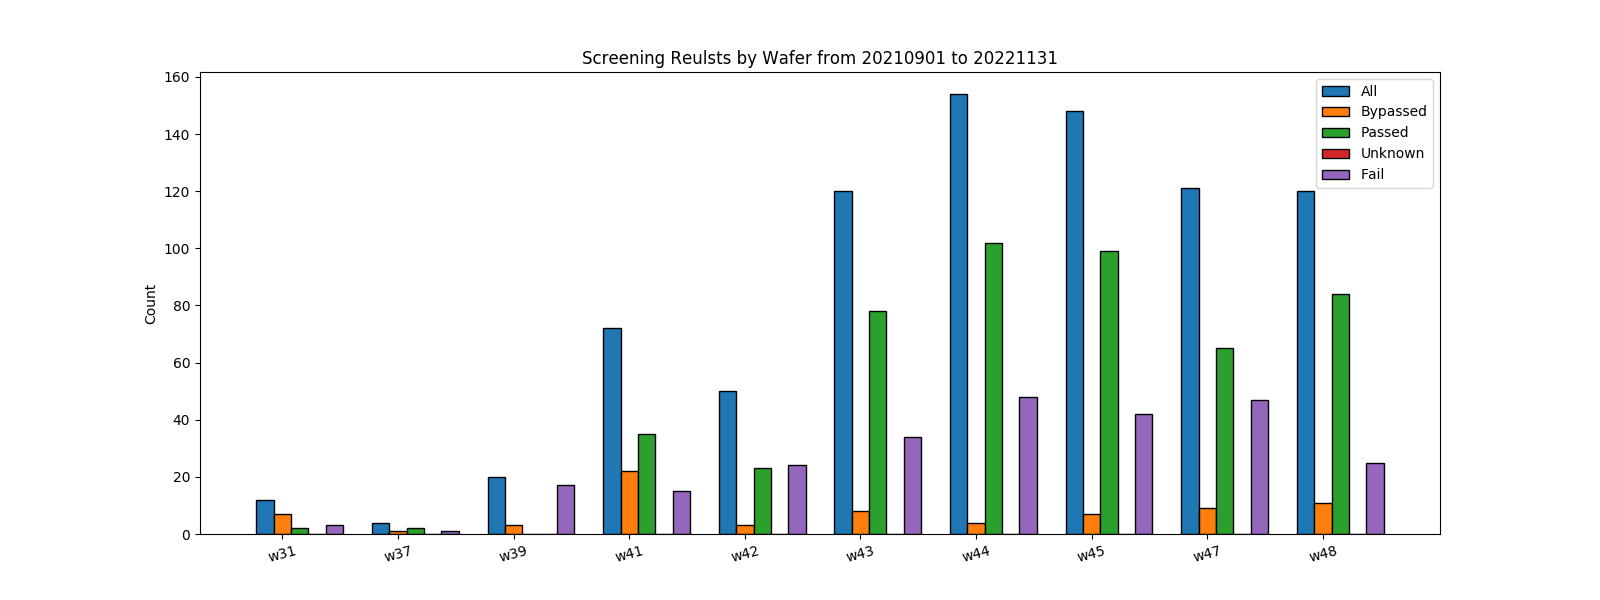 Screening Reulsts by Wafer from 20210901 to 20221131
160
140
120
100
80
60
40
20
0
Count
All
Bypassed
Passed
Unknown
Fail
w31 w37 w39 w41 w42 w43 w44 w45 w47 w48